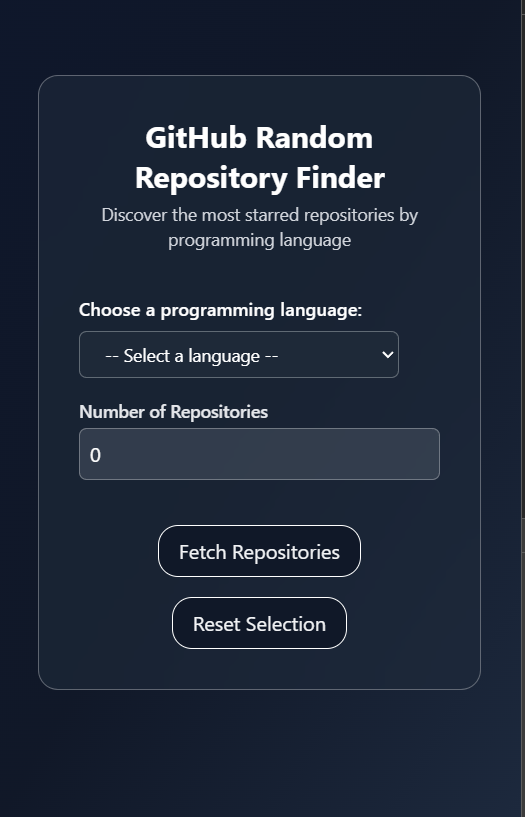 GitHub Random
Repository Finder
Discover the most starred repositories by
programming language
Choose a programming language:
-- Select a language --
Number of Repositories
0
Fetch Repositories
Reset Selection